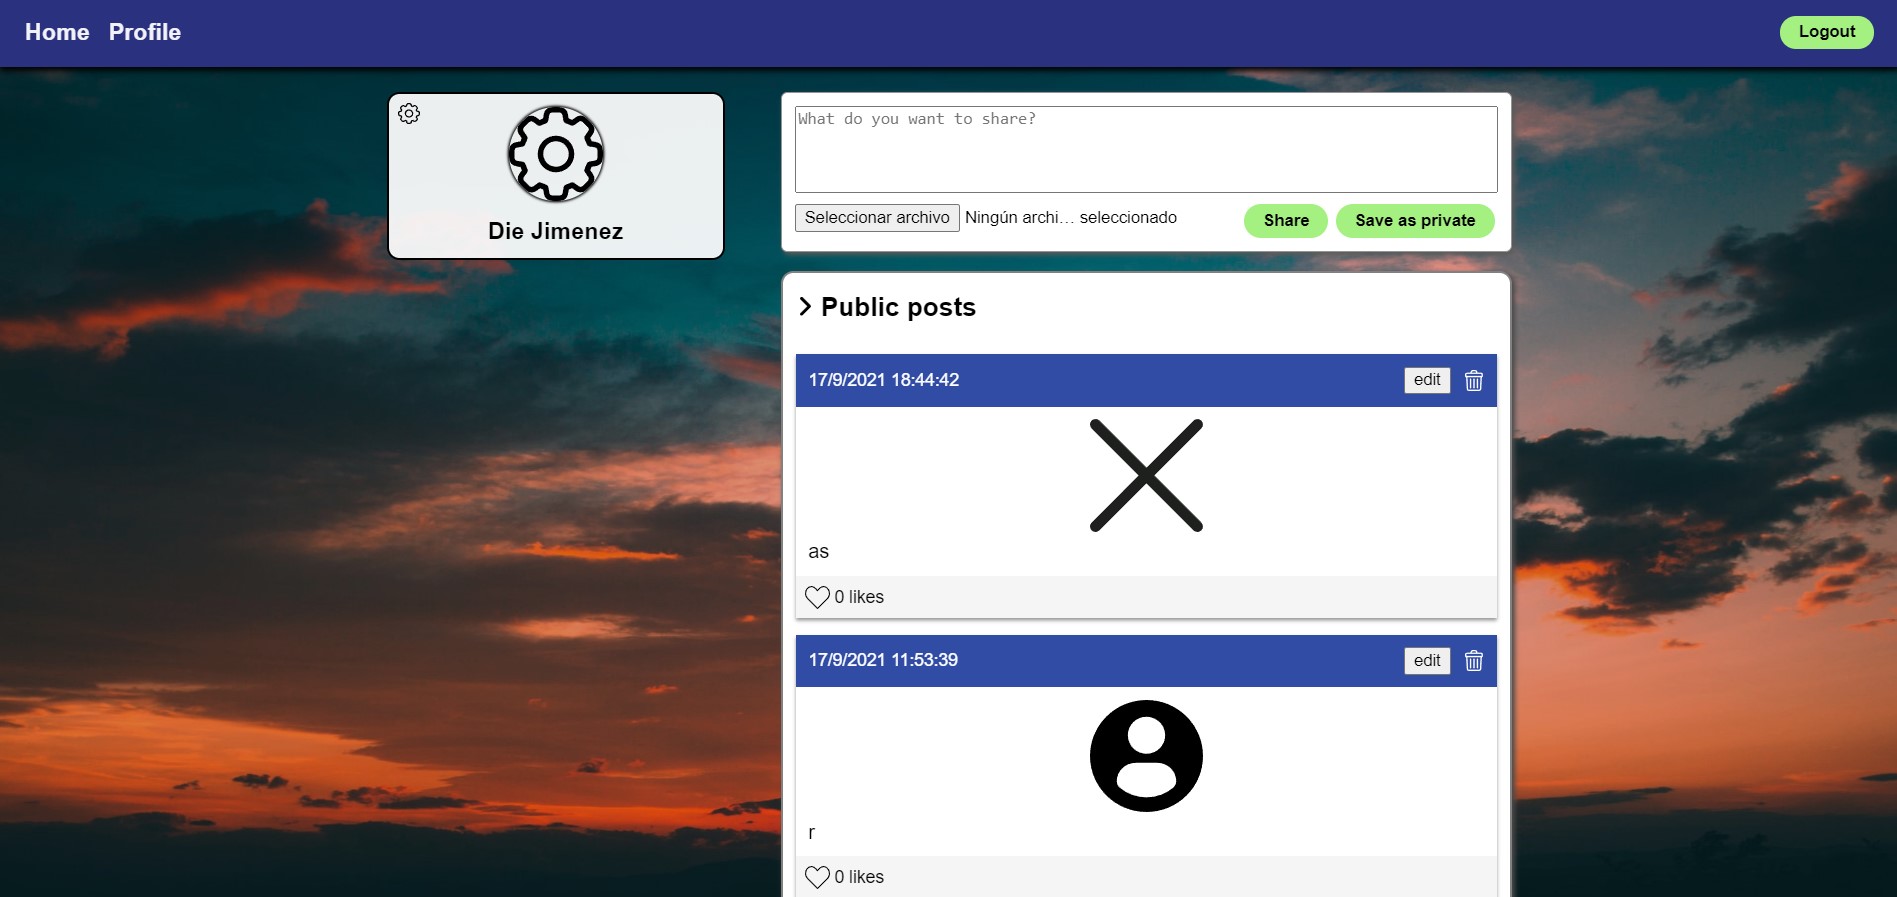 Home Profile Logout
Die Jimenez
What do you want to share?
Seleccionar archivo Ningún archi... seleccionado Share Save as private
Public posts
17/9/2021 18:44:42 edit
as
0 likes
17/9/2021 11:53:39 edit
r
0 likes